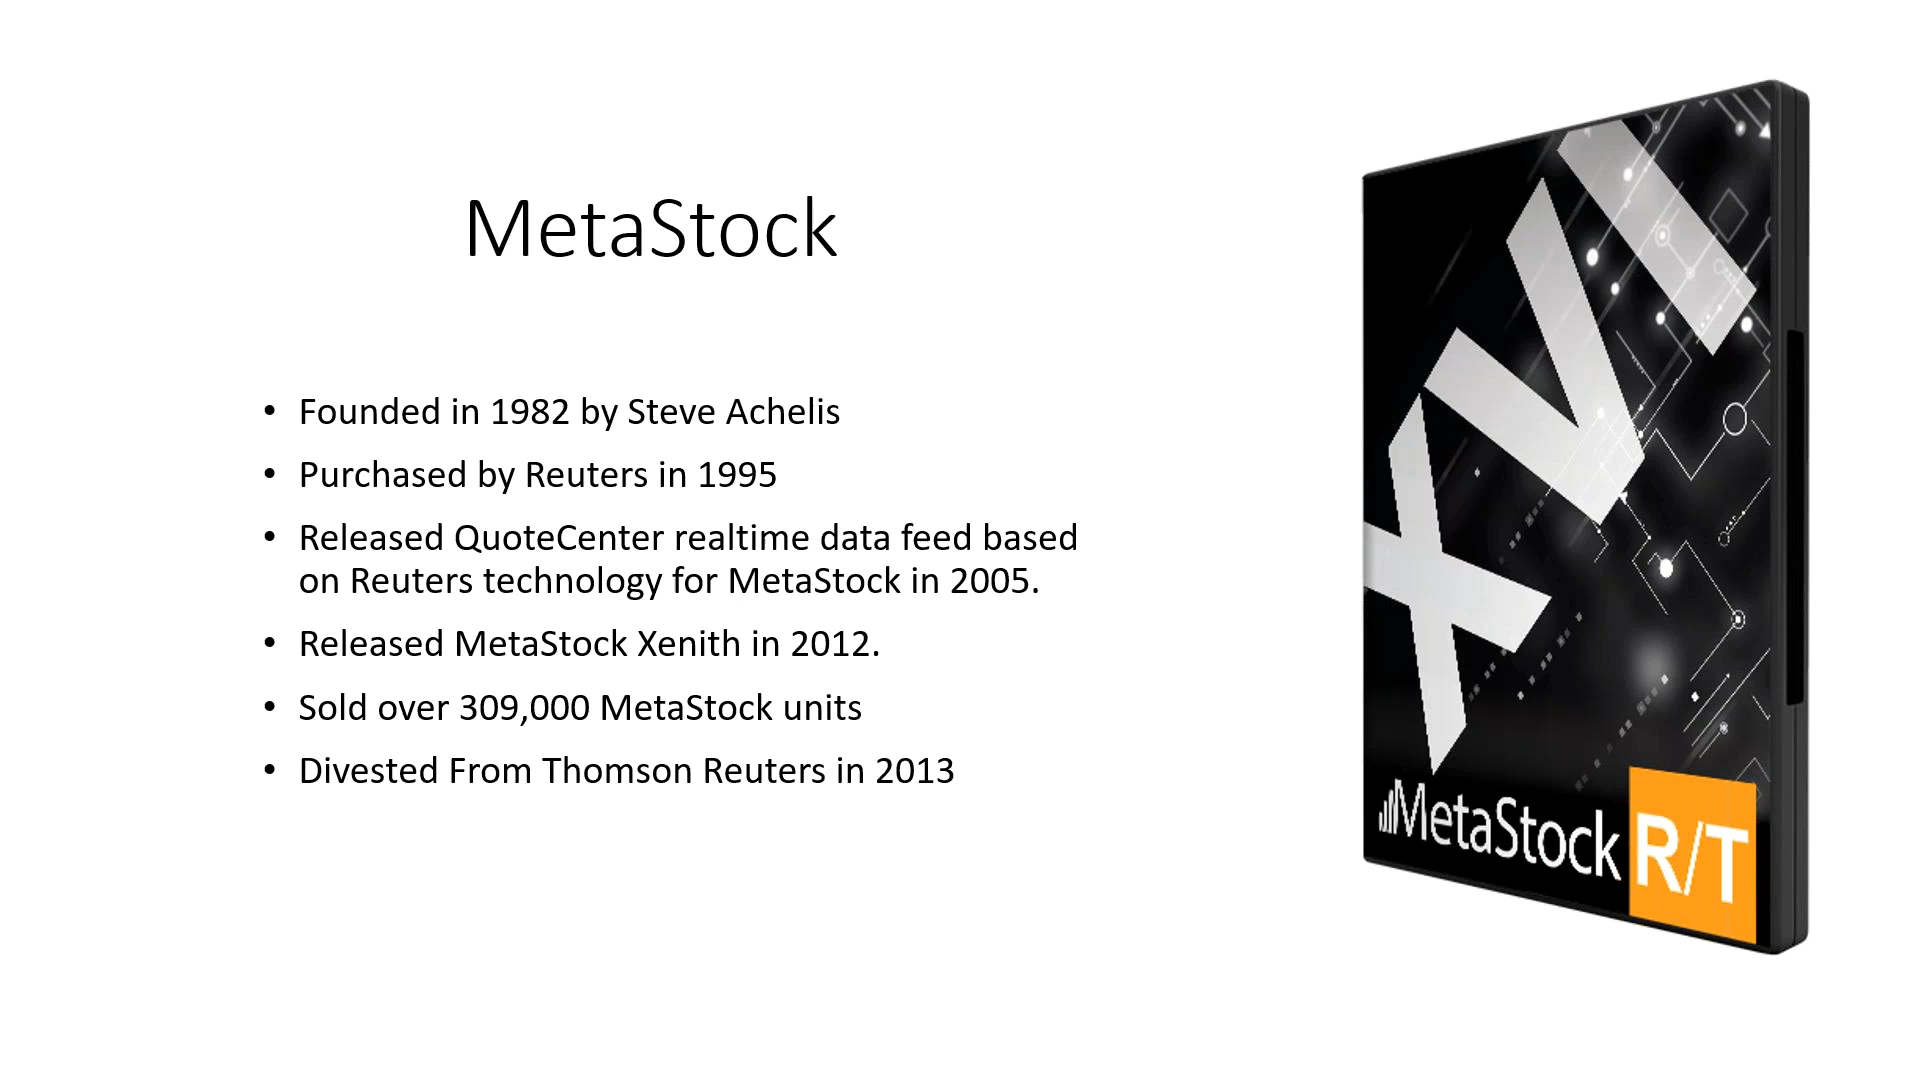 MetaStock
• Founded in 1982 by Steve Achelis
• Purchased by Reuters in 1995
• Released QuoteCenter realtime data feed based
on Reuters technology for MetaStock in 2005.
• Released MetaStock Xenith in 2012.
• Sold over 309,000 MetaStock units
• Divested From Thomson Reuters in 2013
XVI
MetaStock R/T